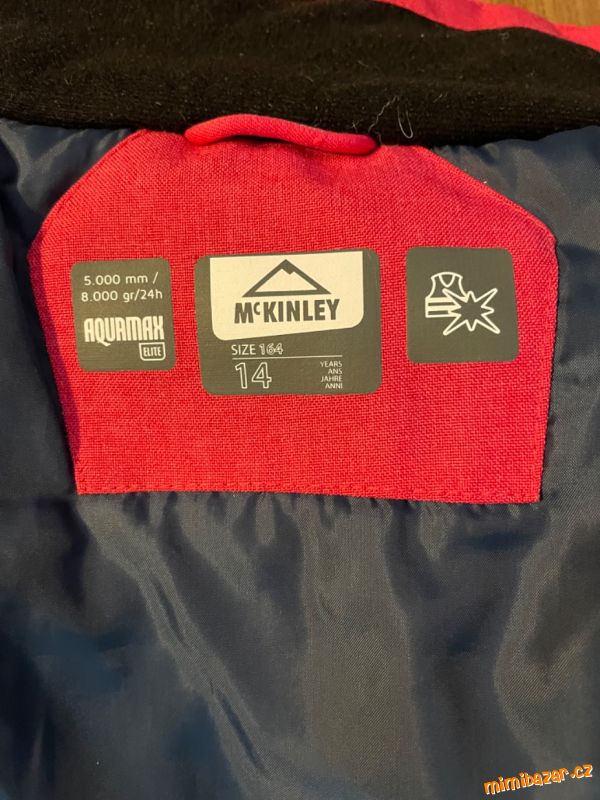 5.000 mm /
8.000 gr/24h
AQUAMAX
ELITE
McKINLEY
SIZE 164
14
YEARS
ANS
JAHRE
ANNI
mimibazar.cz